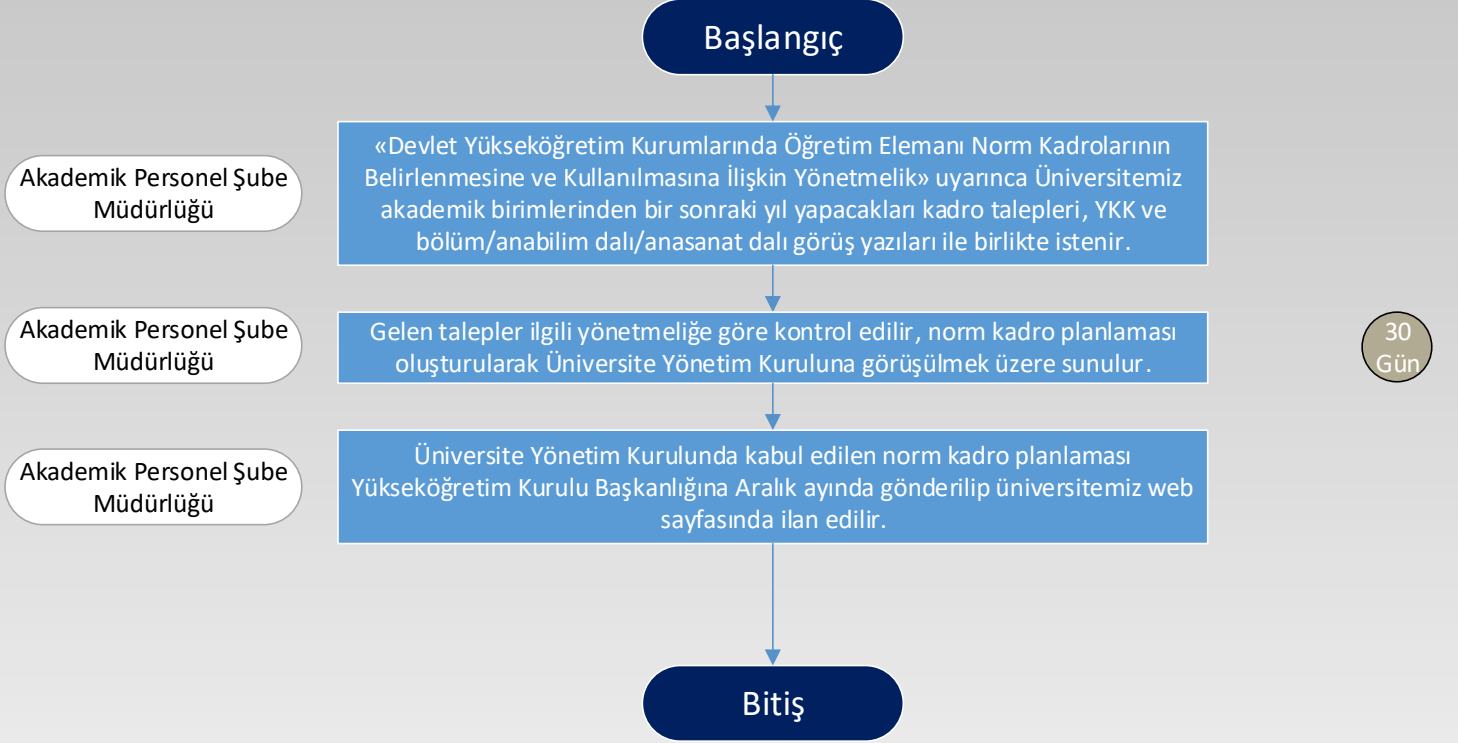 Başlangıç
Akademik Personel Şube
Müdürlüğü
«Devlet Yükseköğretim Kurumlarında Öğretim Elemanı Norm Kadrolarının
Belirlenmesine ve Kullanılmasına İlişkin Yönetmelik» uyarınca Üniversitemiz
akademik birimlerinden bir sonraki yıl yapacakları kadro talepleri, YKK ve
bölüm/anabilim dalı/anasanat dalı görüş yazıları ile birlikte istenir.
Akademik Personel Şube
Müdürlüğü
Gelen talepler ilgili yönetmeliğe göre kontrol edilir, norm kadro planlaması
oluşturularak Üniversite Yönetim Kuruluna görüşülmek üzere sunulur.
30
Gün
Akademik Personel Şube
Müdürlüğü
Üniversite Yönetim Kurulunda kabul edilen norm kadro planlaması
Yükseköğretim Kurulu Başkanlığına Aralık ayında gönderilip üniversitemiz web
sayfasında ilan edilir.
Bitiş